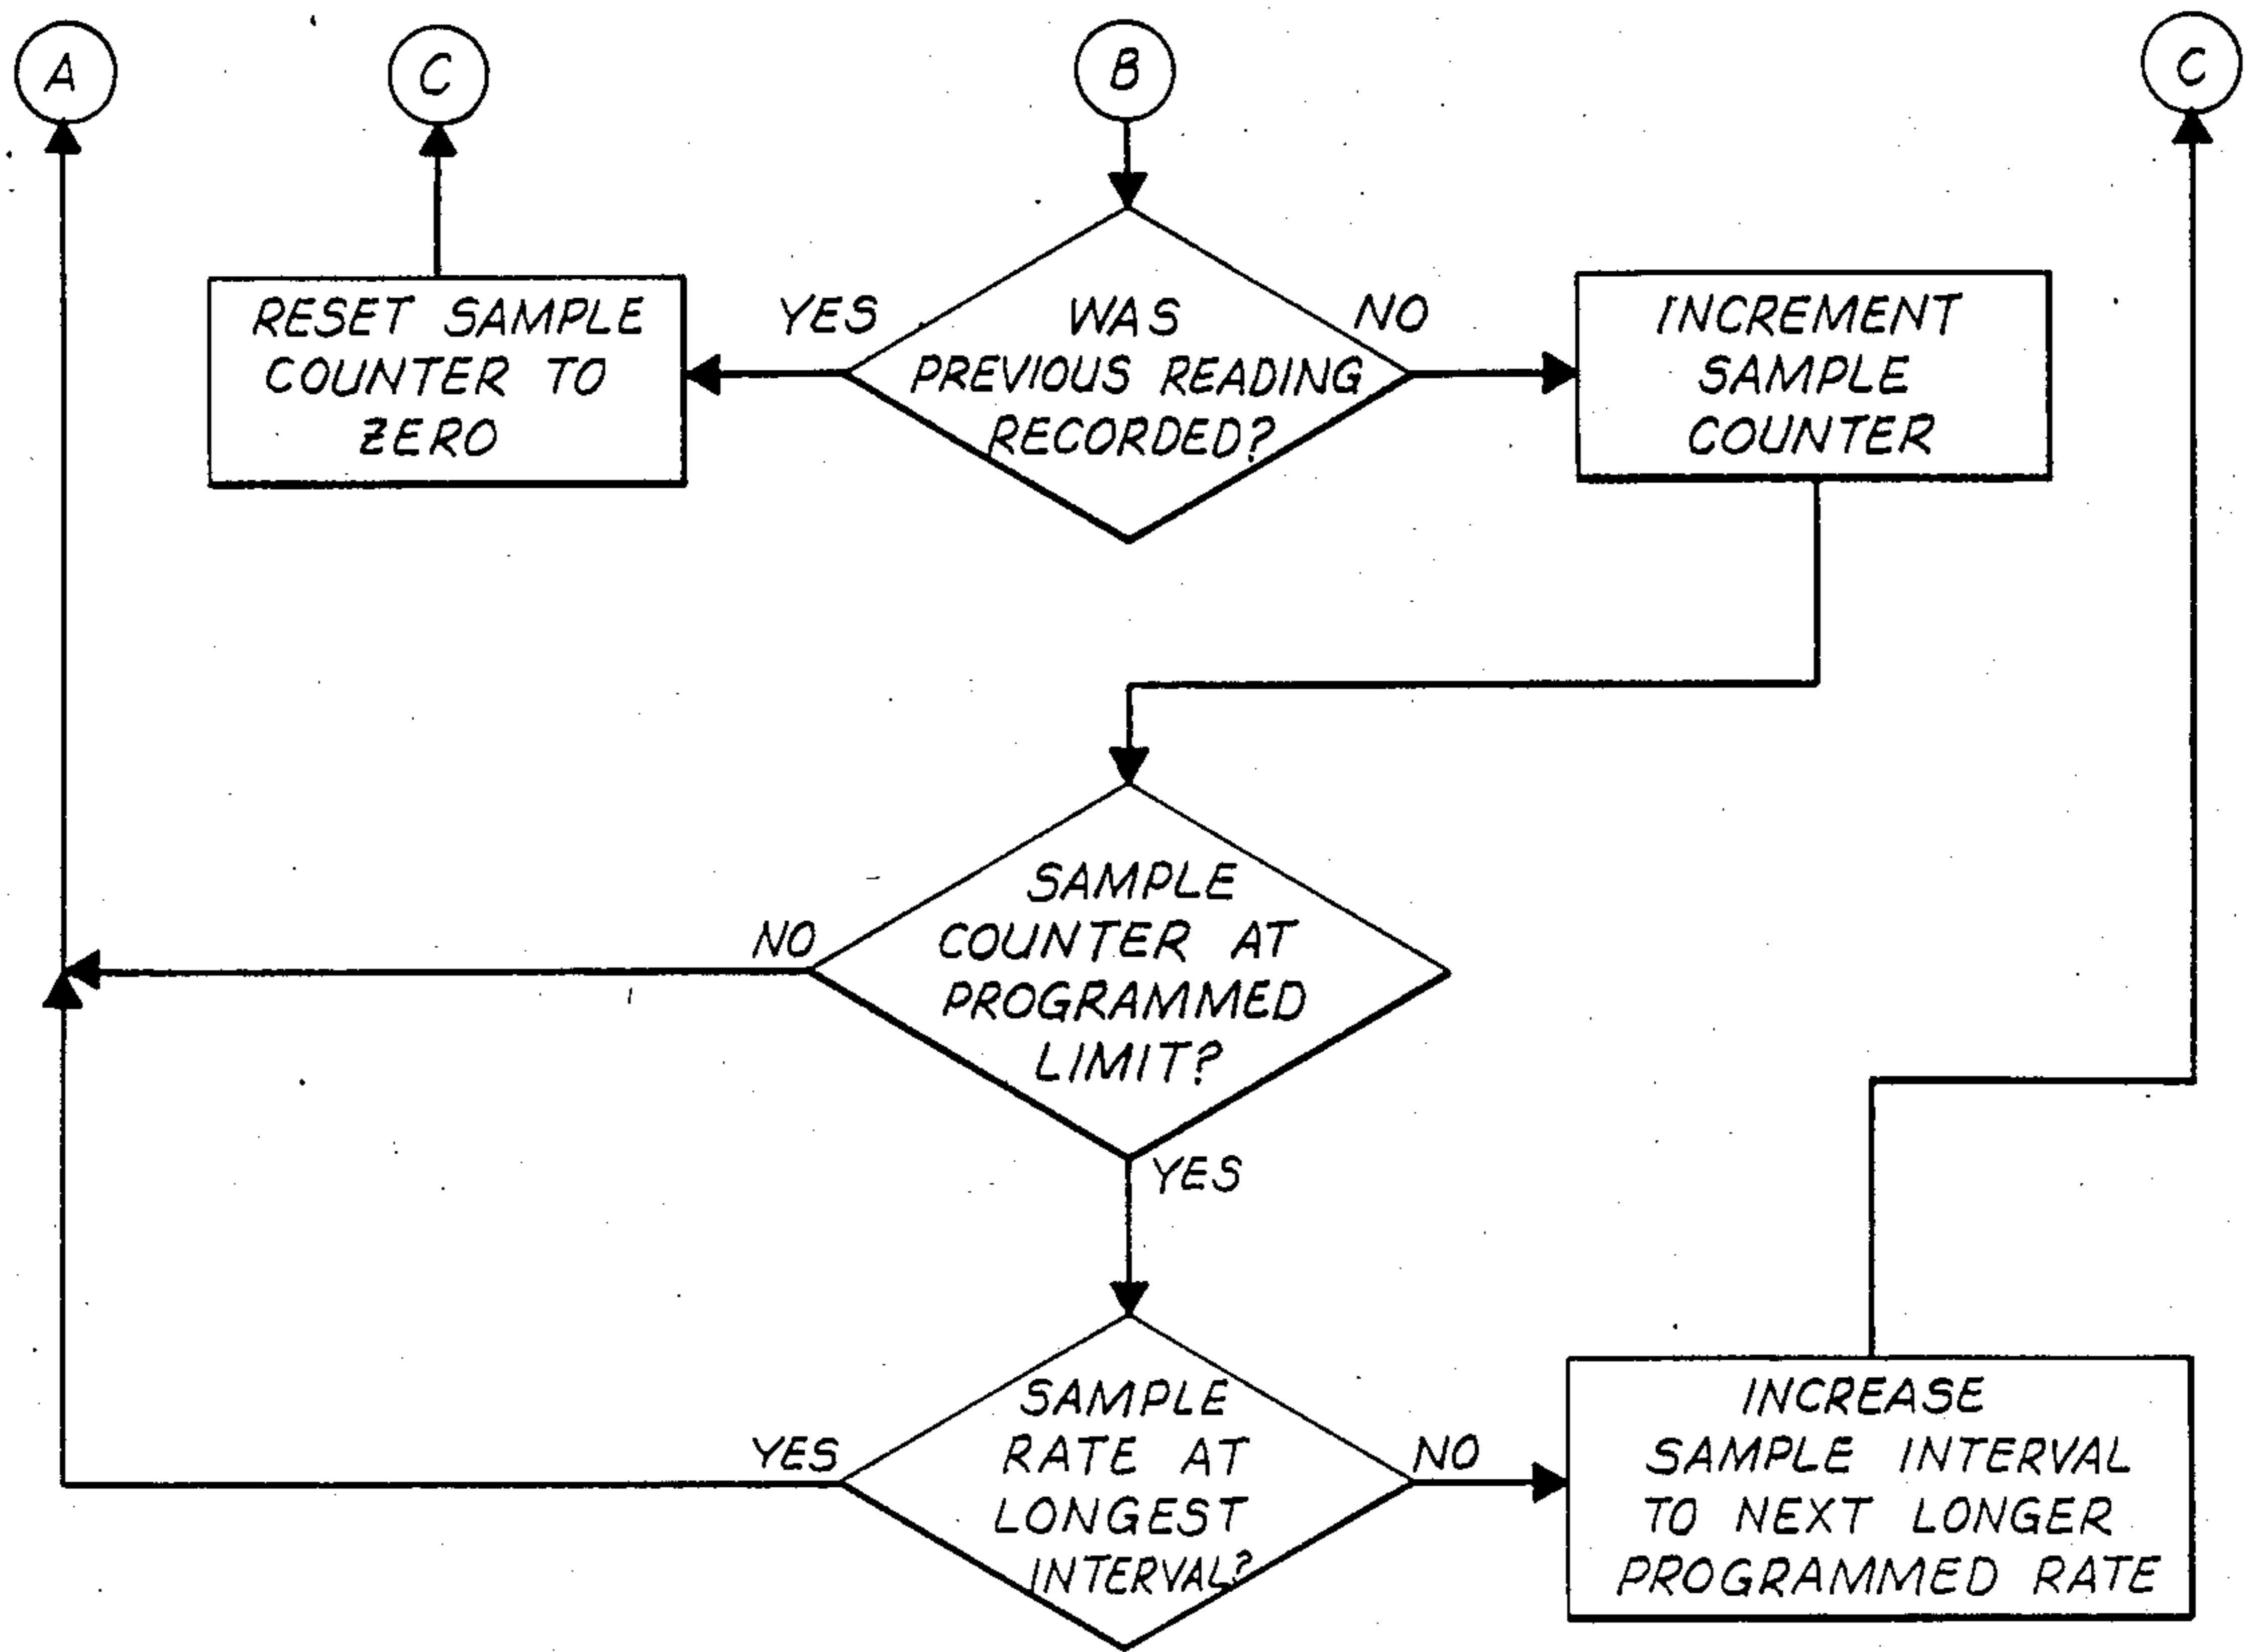 A
C
B
C
RESET SAMPLE
COUNTER TO
ZERO
YES
WAS
PREVIOUS READING
RECORDED?
NO
INCREMENT
SAMPLE
COUNTER
NO
SAMPLE
COUNTER AT
PROGRAMMED
LIMIT?
YES
YES
SAMPLE
RATE AT
LONGEST
INTERVAL?
NO
INCREASE
SAMPLE INTERVAL
TO NEXT LONGER
PROGRAMMED RATE